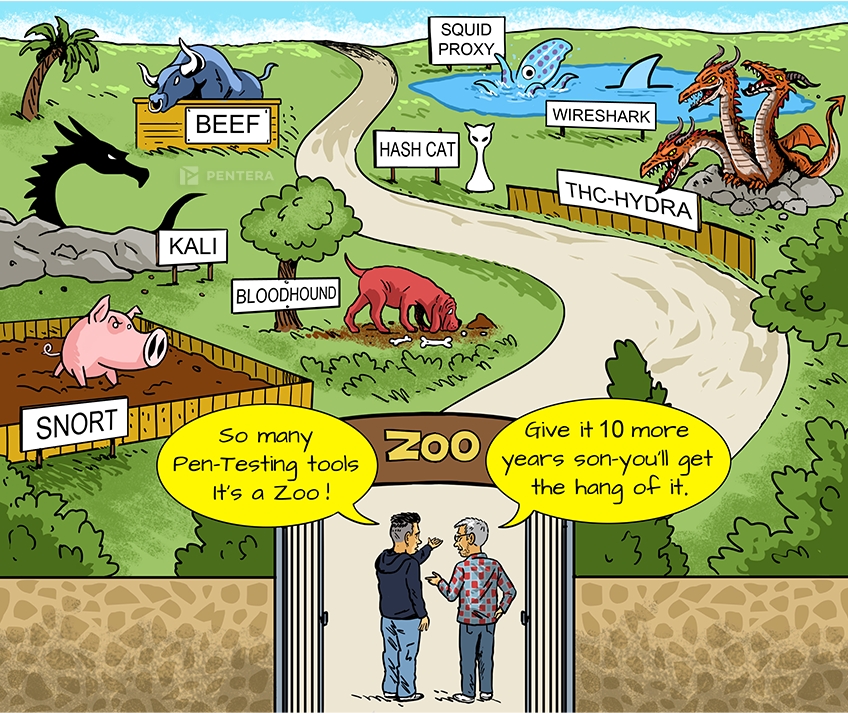 SQUID
PROXY
BEEF
WIRESHARK
HASH CAT
PENTERA
THC-HYDRA
KALI
BLOODHOUND
SNORT
So many
Pen-Testing tools
It's a Zoo!
ZOO
Give it 10 more
years son-you'll get
the hang of it.